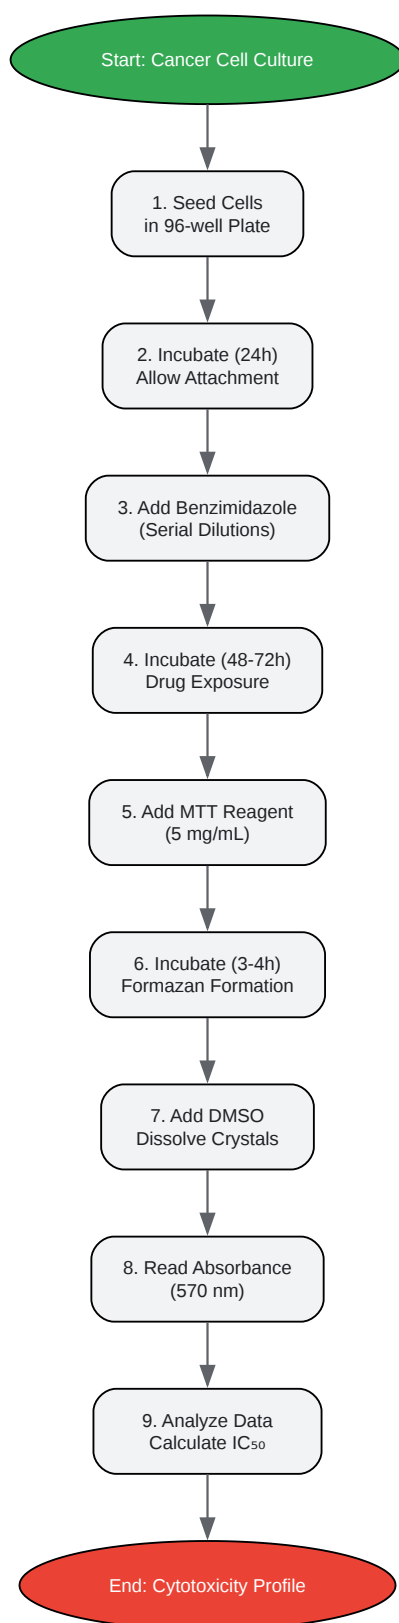 Start: Cancer Cell Culture
1. Seed Cells
in 96-well Plate
2. Incubate (24h)
Allow Attachment
3. Add Benzimidazole
(Serial Dilutions)
4. Incubate (48-72h)
Drug Exposure
5. Add MTT Reagent
(5 mg/mL)
6. Incubate (3-4h)
Formazan Formation
7. Add DMSO
Dissolve Crystals
8. Read Absorbance
(570 nm)
9. Analyze Data
Calculate IC₅₀
End: Cytotoxicity Profile